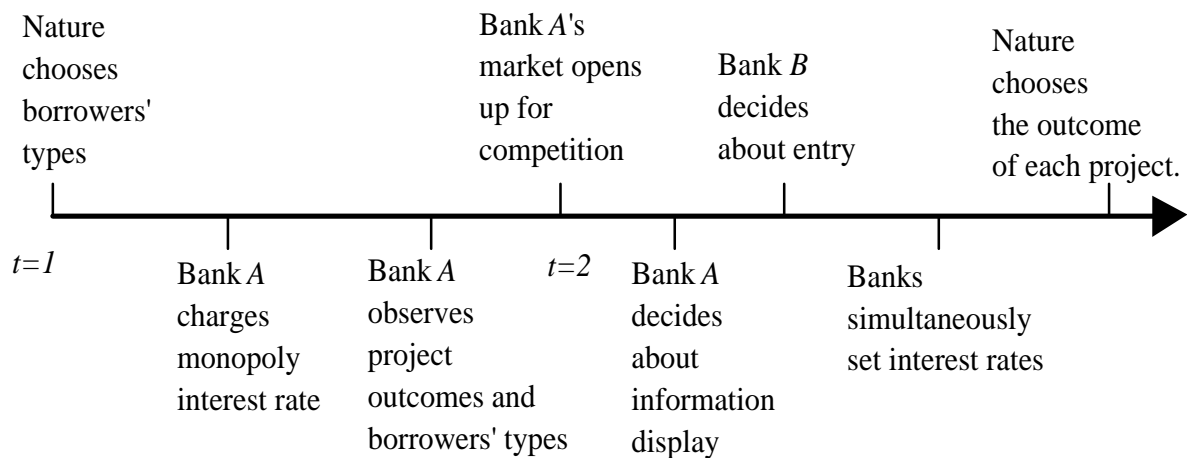 Nature
chooses
borrowers'
types
Bank A's
market opens
up for
competition
Bank B
decides
about entry
Nature
chooses
the outcome
of each project.
t=1
Bank A
charges
monopoly
interest rate
Bank A
observes
project
outcomes and
borrowers' types
t=2
Bank A
decides
about
information
display
Banks
simultaneously
set interest rates